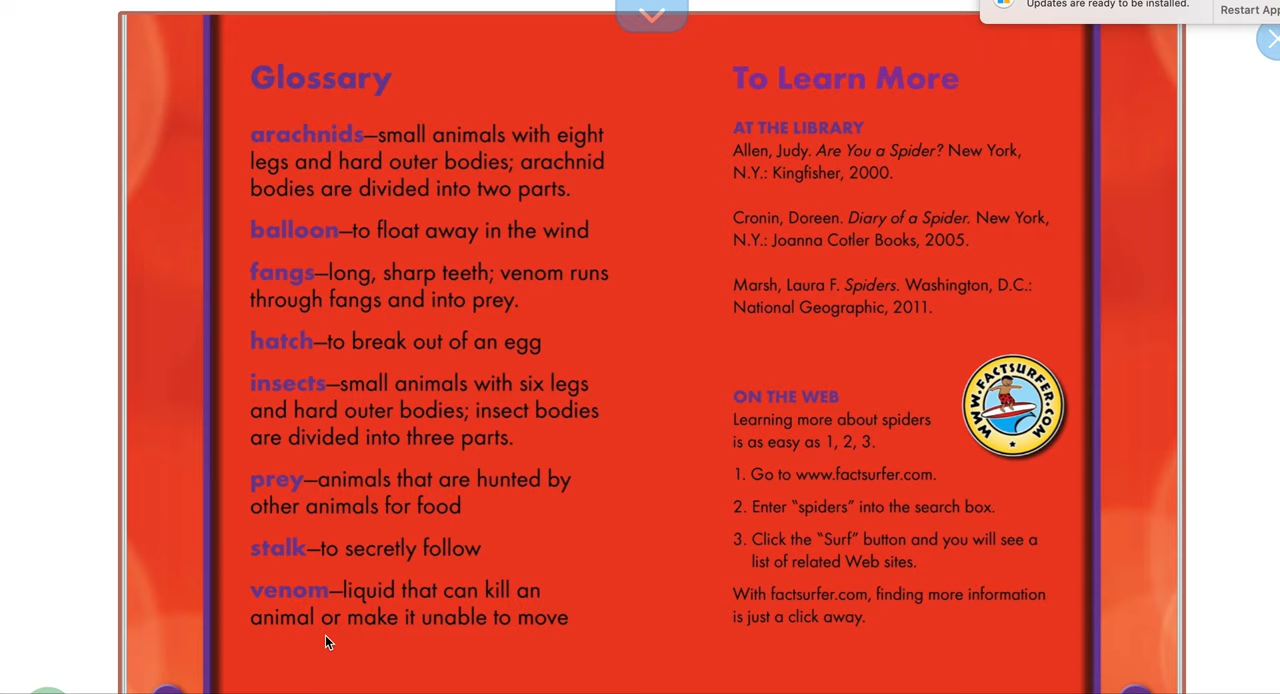 Updates are ready to be installed.
Restart App
Glossary
arachnids—small animals with eight
legs and hard outer bodies; arachnid
bodies are divided into two parts.
balloon—to float away in the wind
fangs—long, sharp teeth; venom runs
through fangs and into prey.
hatch—to break out of an egg
insects—small animals with six legs
and hard outer bodies; insect bodies
are divided into three parts.
prey—animals that are hunted by
other animals for food
stalk—to secretly follow
venom—liquid that can kill an
animal or make it unable to move
To Learn More
AT THE LIBRARY
Allen, Judy. Are You a Spider? New York,
N.Y.: Kingfisher, 2000.
Cronin, Doreen. Diary of a Spider. New York,
N.Y.: Joanna Cotler Books, 2005.
Marsh, Laura F. Spiders. Washington, D.C.:
National Geographic, 2011.
ON THE WEB
Learning more about spiders
is as easy as 1, 2, 3.
WWW.FACTSURFER.COM
1. Go to www.factsurfer.com.
2. Enter “spiders” into the search box.
3. Click the “Surf” button and you will see a
list of related Web sites.
With factsurfer.com, finding more information
is just a click away.